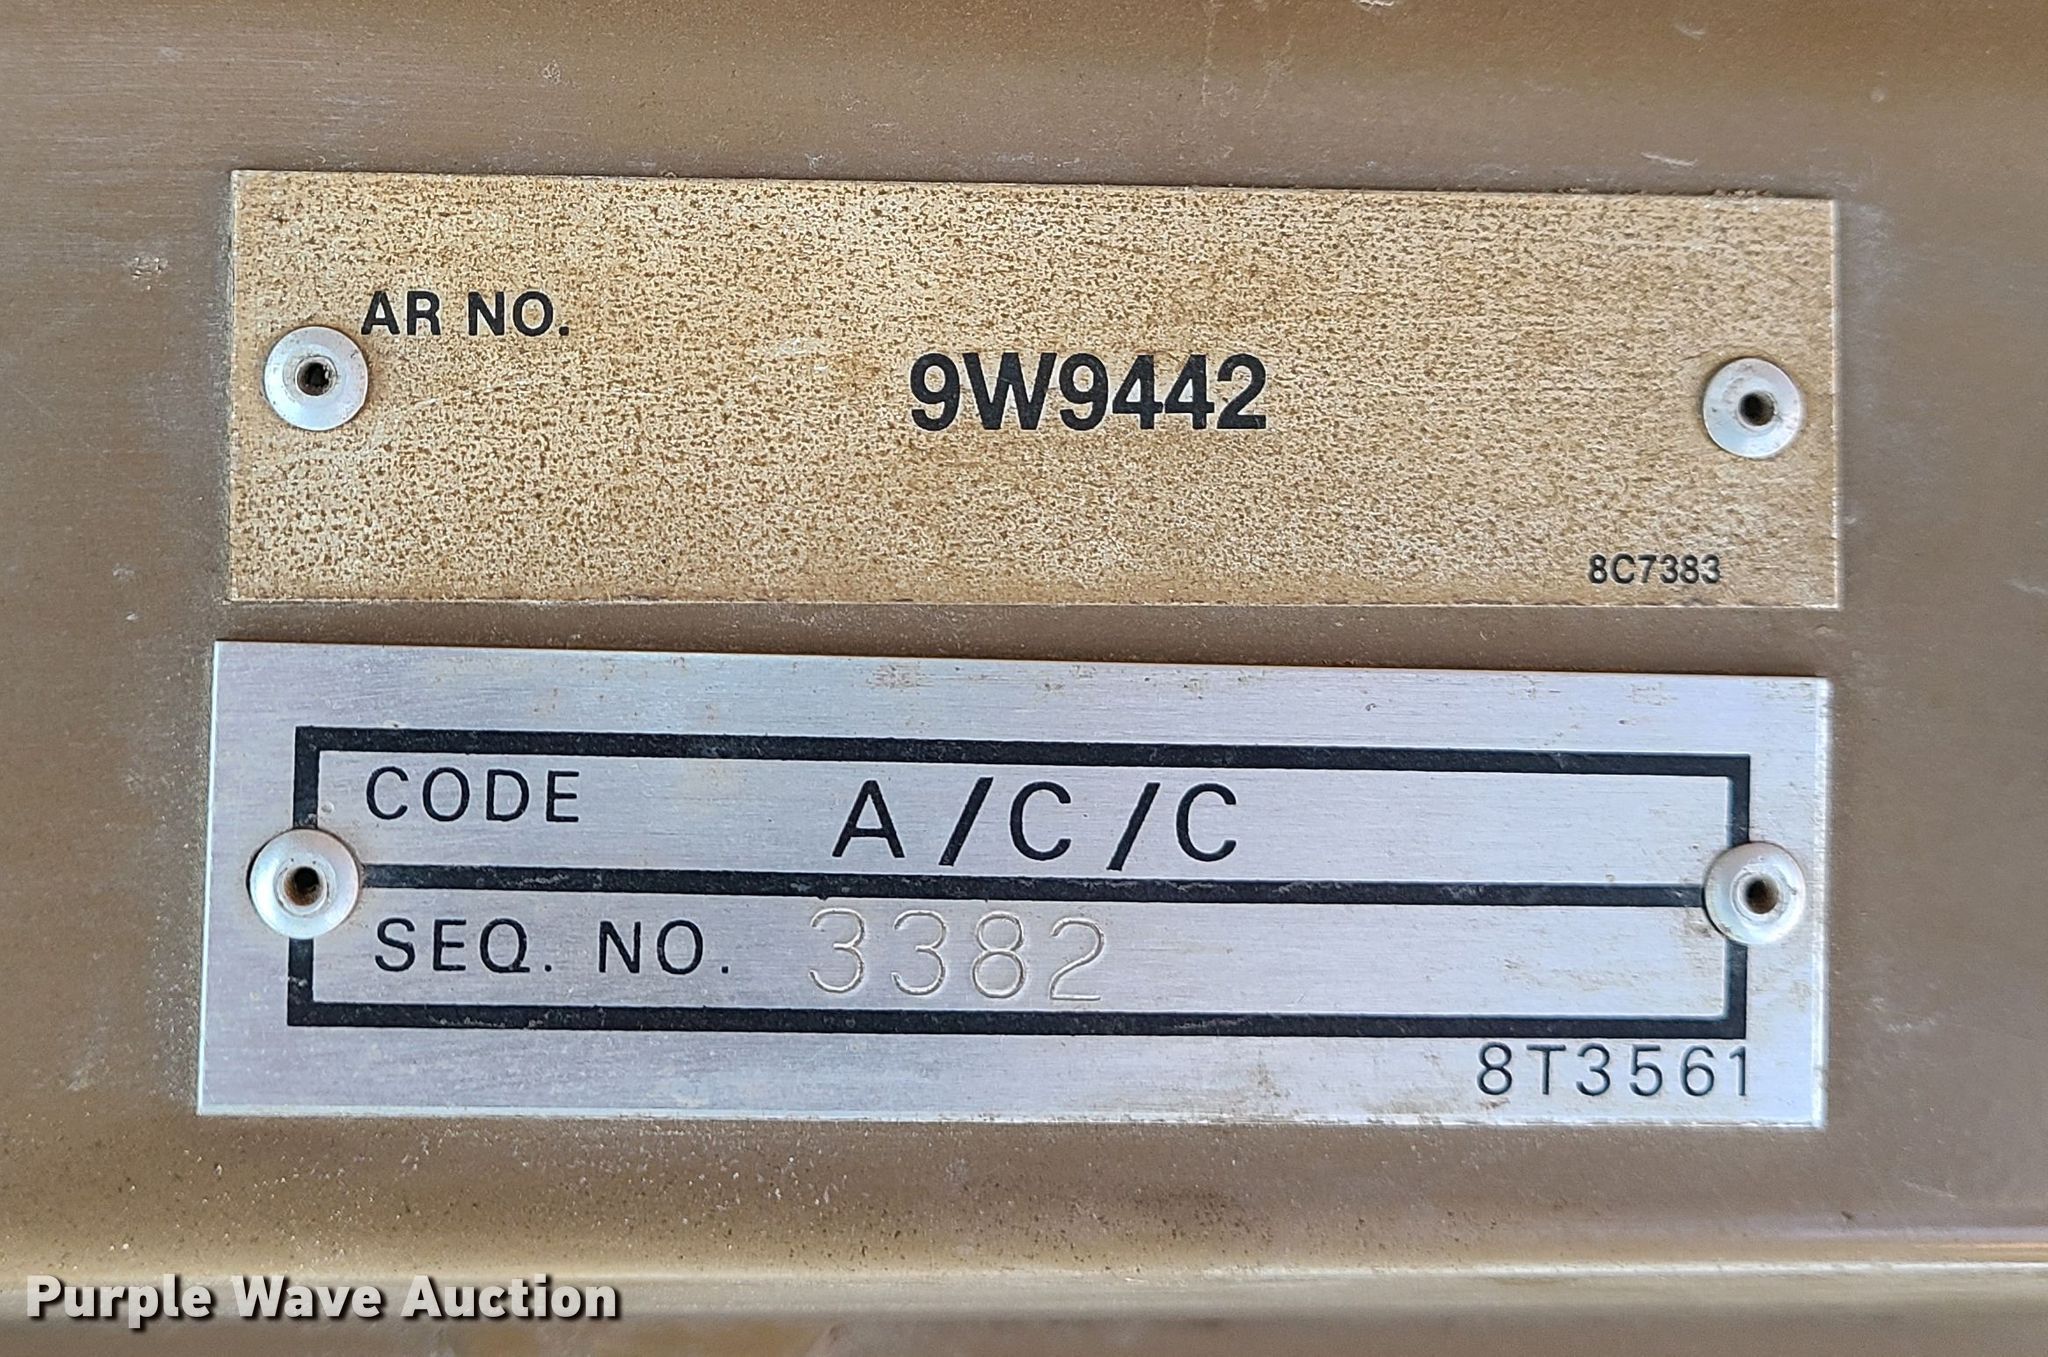 AR NO.
9W9442
8C7383
CODE A/C/C
SEQ. NO. 3382
8T3561
Purple Wave Auction